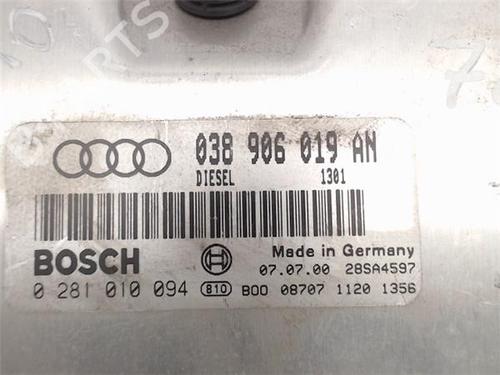 038 906 019 AN
DIESEL 1301
BOSCH
Made in Germany
07.07.00 28SA4597
0 281 010 094 810 B00 08707 1120 1356
7